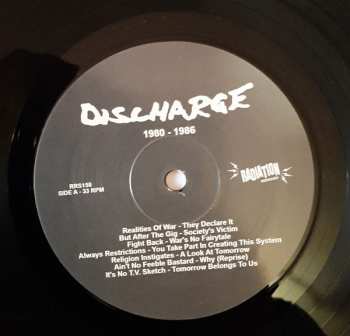 DISCHARGE
1980 - 1986
RRS159
SIDE A - 33 RPM
RADIATION
Realities Of War - They Declare It
But After The Gig - Society's Victim
Fight Back - War's No Fairytale
Always Restrictions - You Take Part In Creating This System
Religion Instigates - A Look At Tomorrow
Ain't No Feeble Bastard - Why (Reprise)
It's No T.V. Sketch - Tomorrow Belongs To Us